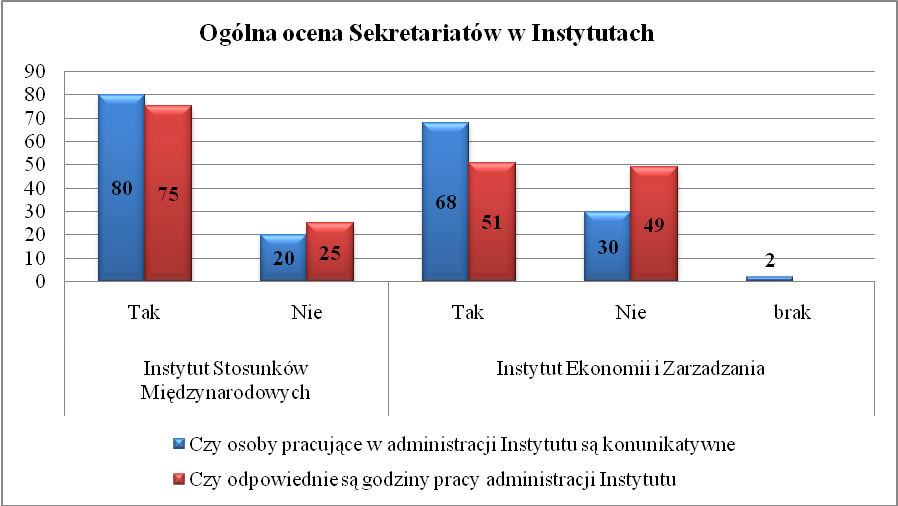 Ogólna ocena Sekretariatów w Instytutach
90
80
70
60
50
40
30
20
10
0
80
75
20
25
68
51
30
49
2
Tak
Nie
Tak
Nie
brak
Instytut Stosunków
Międzynarodowych
Instytut Ekonomii i Zarzadzania
Czy osoby pracujące w administracji Instytutu są konunikatywne
Czy odpowiednie są godziny pracy administracji Instytutu